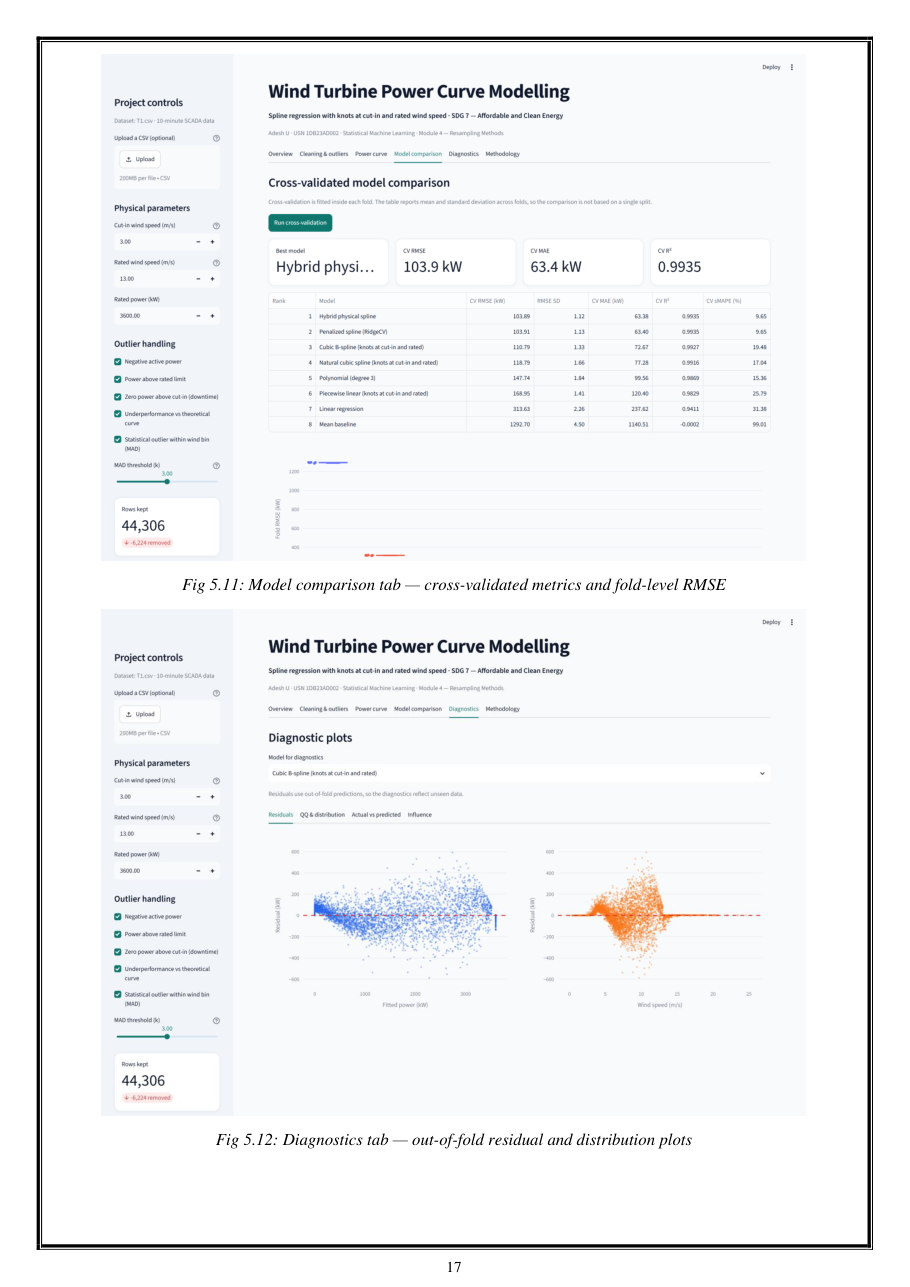 Deploy
Project controls
Dataset: T1.csv · 10-minute SCADA data
Upload a CSV (optional)
Upload
200MB per file • CSV
Physical parameters
Cut-in wind speed (m/s)
3.00 − +
Rated wind speed (m/s)
13.00 − +
Rated power (kW)
3600.00 − +
Outlier handling
Negative active power
Power above rated limit
Zero power above cut-in (downtime)
Underperformance vs theoretical
curve
Statistical outlier within wind bin
(MAD)
MAD threshold (k)
3.00
Rows kept
44,306
↓ -6,224 removed
Wind Turbine Power Curve Modelling
Spline regression with knots at cut-in and rated wind speed · SDG 7 — Affordable and Clean Energy
Adesh U · USN 1DB23AD002 · Statistical Machine Learning · Module 4 — Resampling Methods
Overview Cleaning & outliers Power curve Model comparison Diagnostics Methodology
Cross-validated model comparison
Cross-validation is fitted inside each fold. The table reports mean and standard deviation across folds, so the comparison is not based on a single split.
Run cross-validation
Best model CV RMSE CV MAE CV R²
Hybrid physi... 103.9 kW 63.4 kW 0.9935
Rank Model CV RMSE (kW) RMSE SD CV MAE (kW) CV R² CV sMAPE (%)
1 Hybrid physical spline 103.89 1.12 63.38 0.9935 9.65
2 Penalized spline (RidgeCV) 103.91 1.13 63.40 0.9935 9.65
3 Cubic B-spline (knots at cut-in and rated) 110.79 1.33 72.67 0.9927 19.48
4 Natural cubic spline (knots at cut-in and rated) 118.79 1.66 77.28 0.9916 17.04
5 Polynomial (degree 3) 147.74 1.84 99.56 0.9869 15.36
6 Piecewise linear (knots at cut-in and rated) 168.95 1.41 120.40 0.9829 25.79
7 Linear regression 313.63 2.26 237.62 0.9411 31.38
8 Mean baseline 1292.70 4.50 1140.51 -0.0002 99.01
1200
1000
800
600
400
Fold RMSE (kW)
Fig 5.11: Model comparison tab — cross-validated metrics and fold-level RMSE
Deploy
Project controls
Dataset: T1.csv · 10-minute SCADA data
Upload a CSV (optional)
Upload
200MB per file • CSV
Physical parameters
Cut-in wind speed (m/s)
3.00 − +
Rated wind speed (m/s)
13.00 − +
Rated power (kW)
3600.00 − +
Outlier handling
Negative active power
Power above rated limit
Zero power above cut-in (downtime)
Underperformance vs theoretical
curve
Statistical outlier within wind bin
(MAD)
MAD threshold (k)
3.00
Rows kept
44,306
↓ -6,224 removed
Wind Turbine Power Curve Modelling
Spline regression with knots at cut-in and rated wind speed · SDG 7 — Affordable and Clean Energy
Adesh U · USN 1DB23AD002 · Statistical Machine Learning · Module 4 — Resampling Methods
Overview Cleaning & outliers Power curve Model comparison Diagnostics Methodology
Diagnostic plots
Model for diagnostics
Cubic B-spline (knots at cut-in and rated)
Residuals use out-of-fold predictions, so the diagnostics reflect unseen data.
Residuals QQ & distribution Actual vs predicted Influence
600
400
200
0
−200
−400
−600
Residual (kW)
0 1000 2000 3000
Fitted power (kW)
600
400
200
0
−200
−400
−600
Residual (kW)
0 5 10 15 20 25
Wind speed (m/s)
Fig 5.12: Diagnostics tab — out-of-fold residual and distribution plots
17